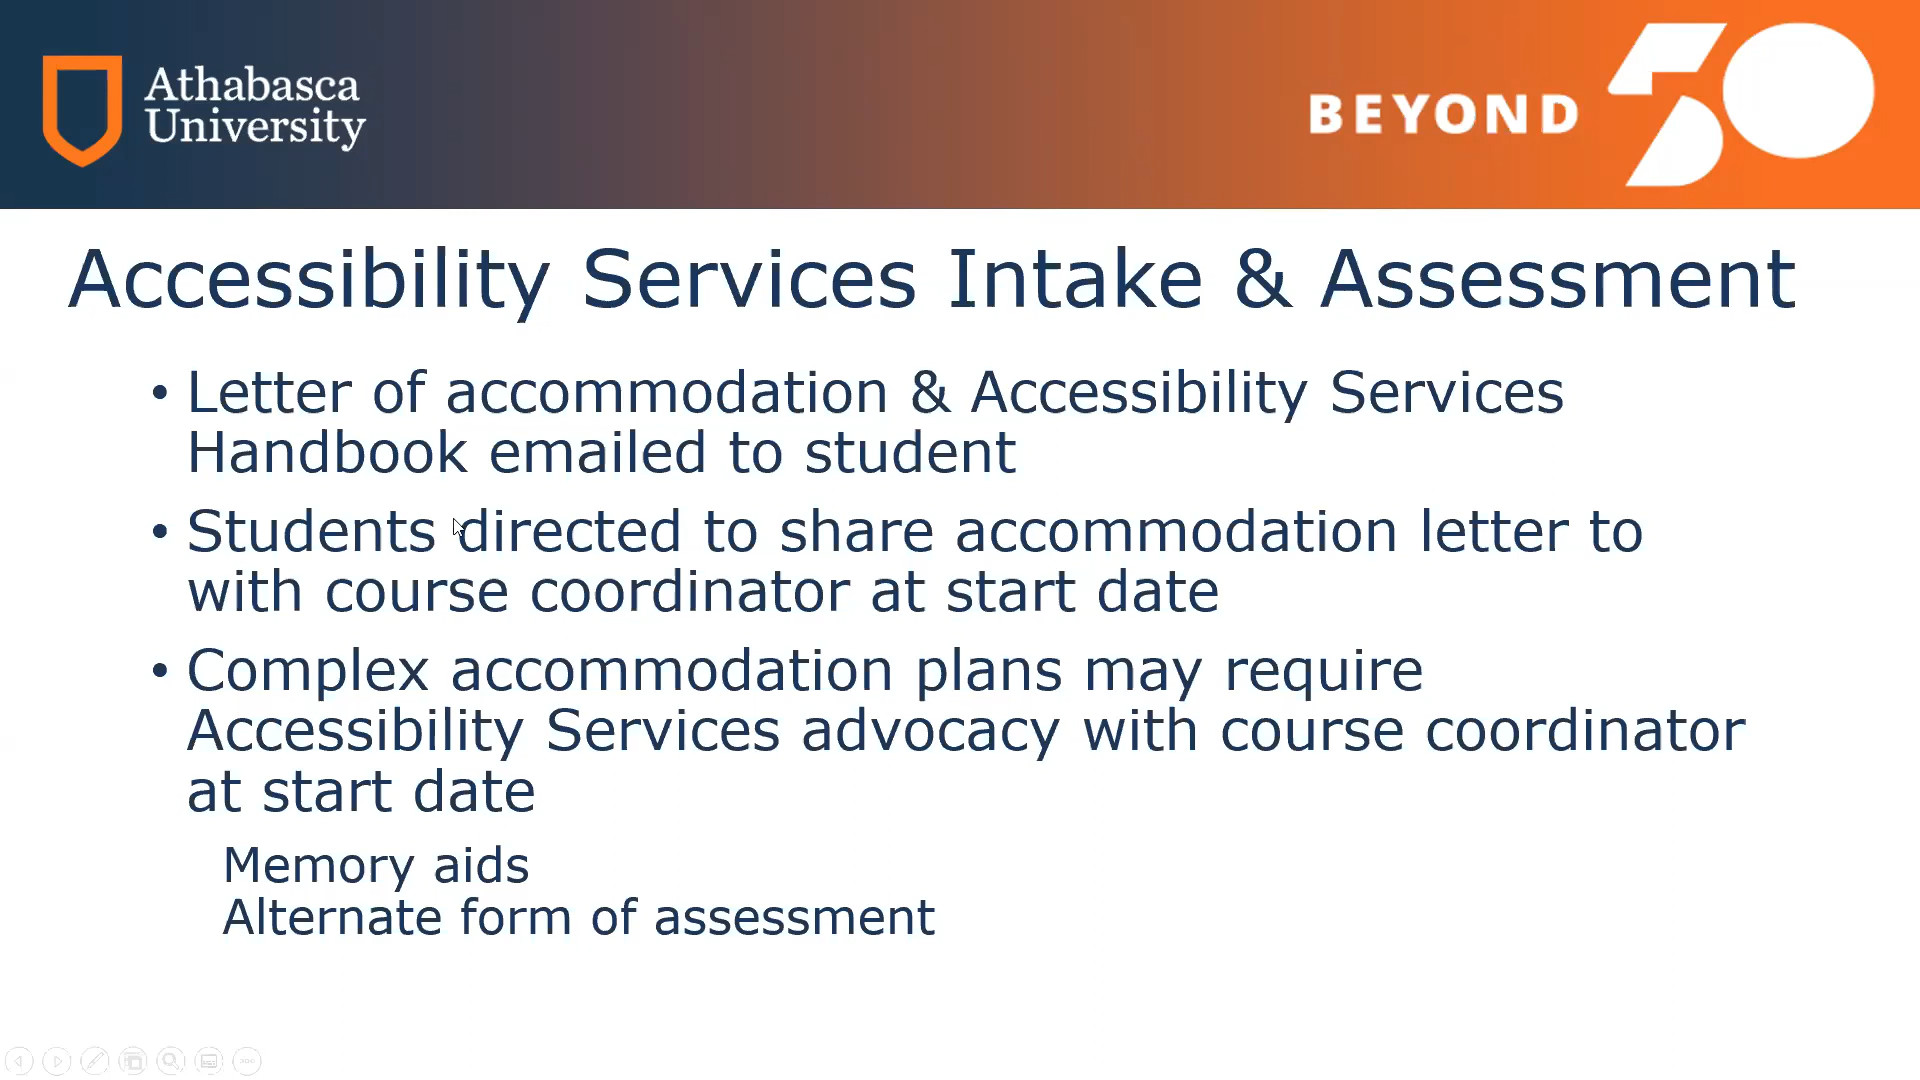 Athabasca
University
BEYOND 50
Accessibility Services Intake & Assessment
• Letter of accommodation & Accessibility Services
Handbook emailed to student
• Students directed to share accommodation letter to
with course coordinator at start date
• Complex accommodation plans may require
Accessibility Services advocacy with course coordinator
at start date
Memory aids
Alternate form of assessment